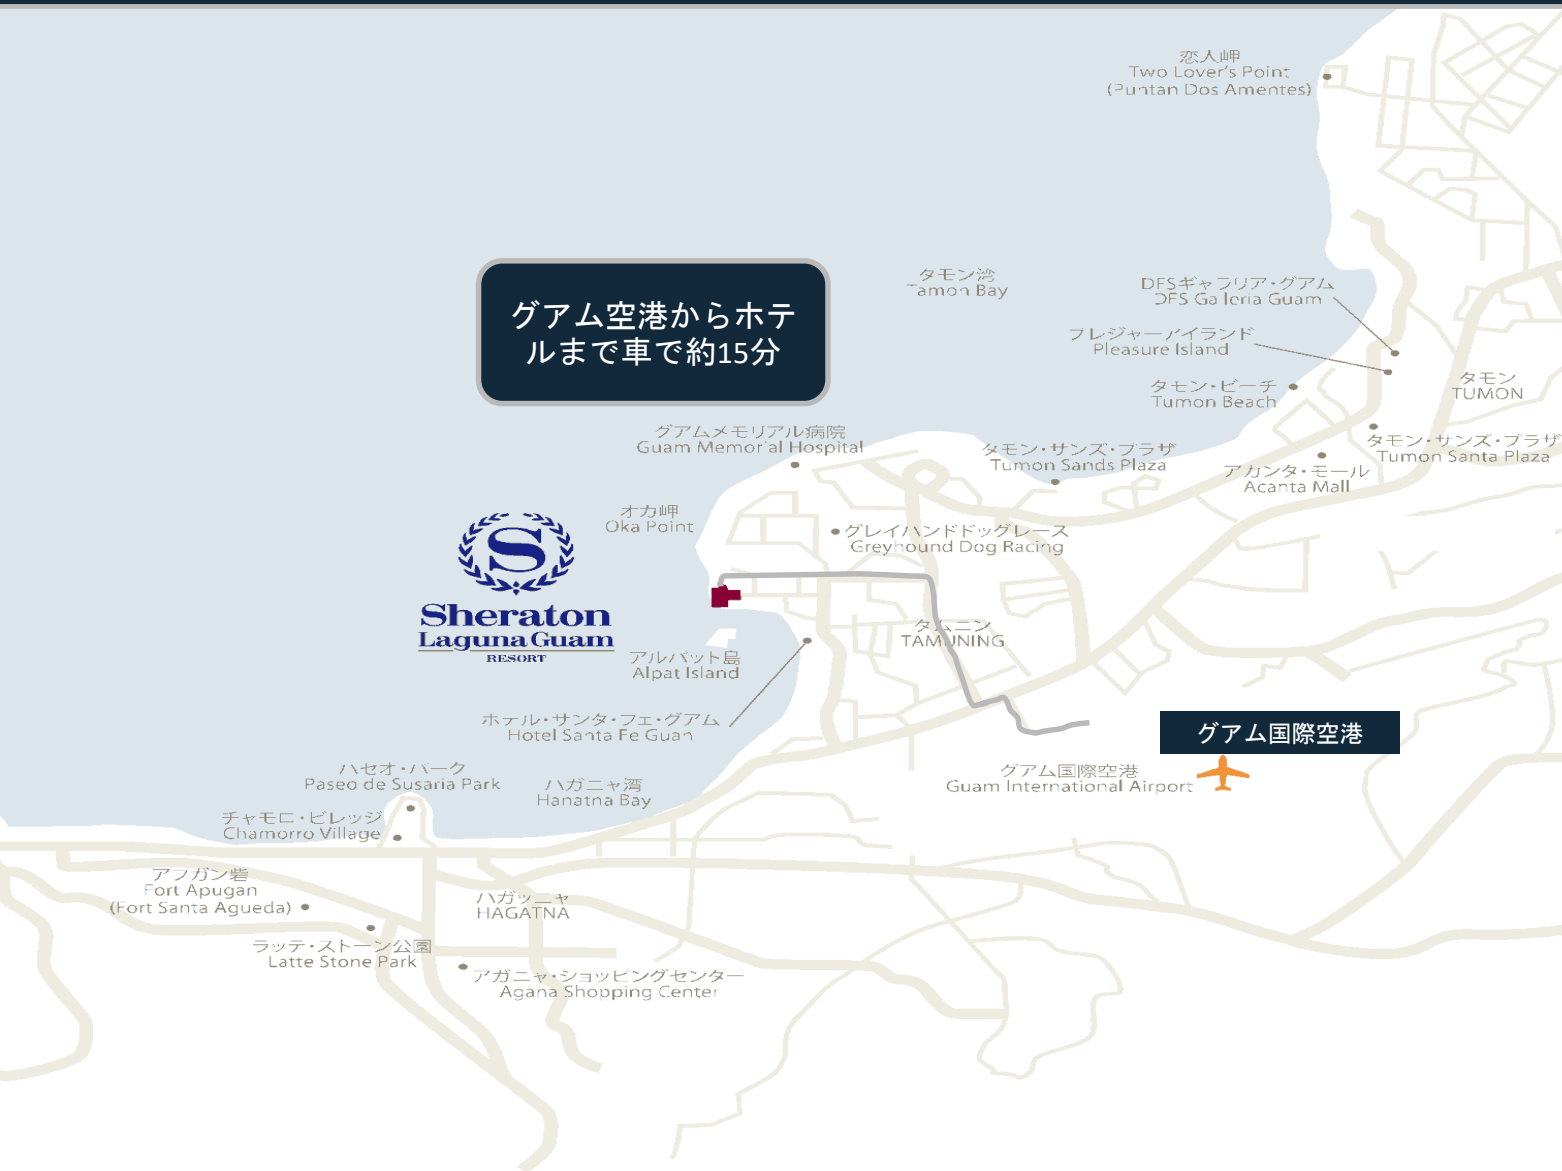 恋人岬
Two Lover's Point
(Puntan Dos Amentes)
タモン湾
Tamon Bay
DFSギャラリア・グアム
DFS Galleria Guam
プレジャーアイランド
Pleasure Island
タモン・ビーチ
Tumon Beach
タモン
TUMON
グアム空港からホテ
ルまで車で約15分
グアムメモリアル病院
Guam Memorial Hospital
タモン・サンズ・プラザ
Tumon Sands Plaza
タモン・サンズ・プラザ
Tumon Santa Plaza
アカンタ・モール
Acanta Mall
オカ岬
Oka Point
グレイハンドドッグレース
Greyhound Dog Racing
S
Sheraton
Laguna Guam
RESORT
タムニン
TAMUNING
アルパット島
Alpat Island
ホテル・サンタ・フェ・グアム
Hotel Santa Fe Guan
グアム国際空港
グアム国際空港
Guam International Airport
パセオ・パーク
Paseo de Susaria Park
ハガニャ湾
Hanatna Bay
チャモロ・ビレッジ
Chamorro Village
アフガン砦
Fort Apugan
(Fort Santa Agueda)
ハガッニャ
HAGATNA
ラッテ・ストーン公園
Latte Stone Park
アガニャ・ショッピングセンター
Agana Shopping Center